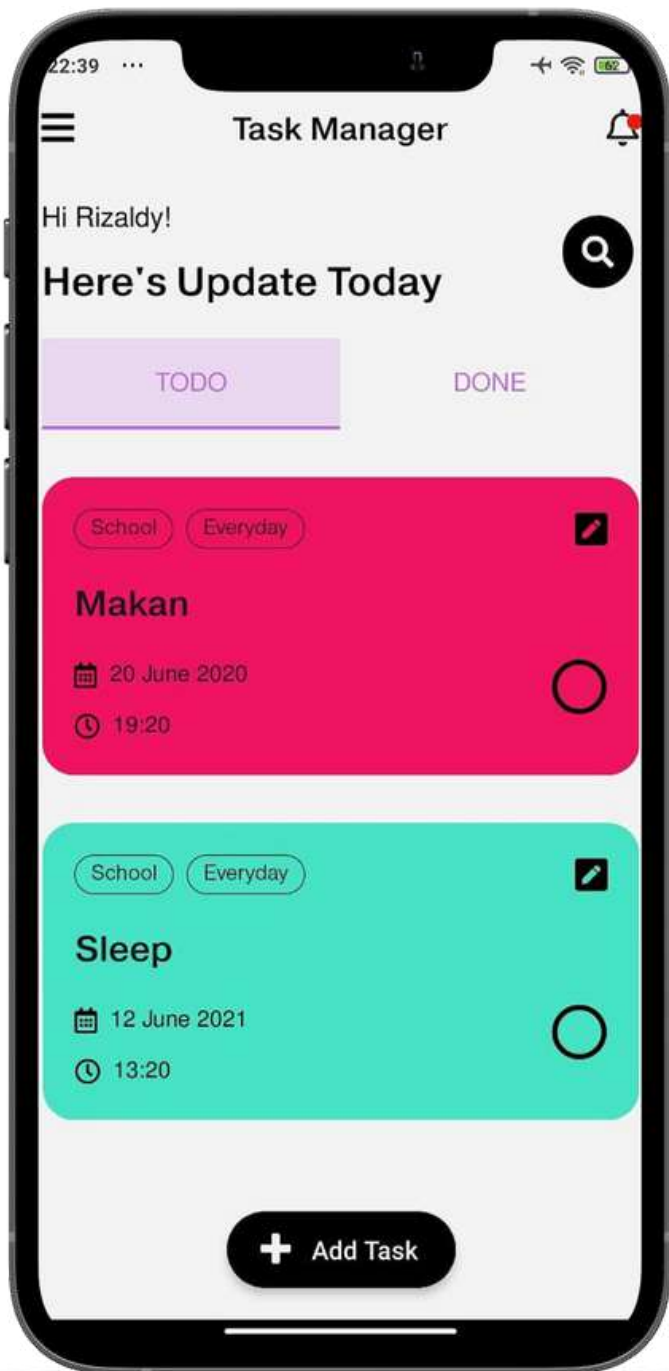 22:39 ...
62
Task Manager
Hi Rizaldy!
Here's Update Today
TODO
DONE
School
Everyday
Makan
20 June 2020
19:20
School
Everyday
Sleep
12 June 2021
13:20
Add Task